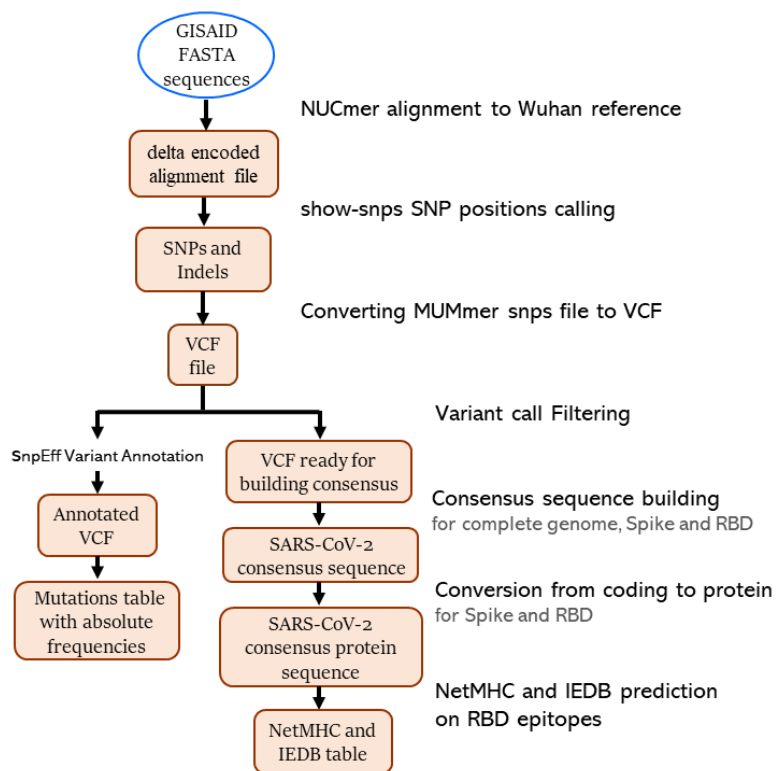 GISAID
FASTA
sequences
NUCmer alignment to Wuhan reference
delta encoded
alignment file
show-snps SNP positions calling
SNPs and
Indels
Converting MUMmer snps file to VCF
VCF
file
Variant call Filtering
SnpEff Variant Annotation
VCF ready for
building consensus
Annotated
VCF
Consensus sequence building
for complete genome, Spike and RBD
SARS-CoV-2
consensus sequence
Mutations table
with absolute
frequencies
Conversion from coding to protein
for Spike and RBD
SARS-CoV-2
consensus protein
sequence
NetMHC and IEDB prediction
on RBD epitopes
NetMHC and
IEDB table